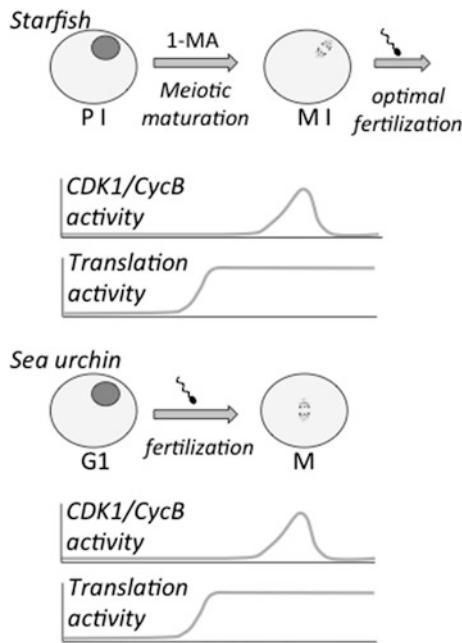 Starfish
1-MA
Meiotic
maturation
optimal
fertilization
P I
M I
CDK1/CycB
activity
Translation
activity
Sea urchin
fertilization
G1
M
CDK1/CycB
activity
Translation
activity